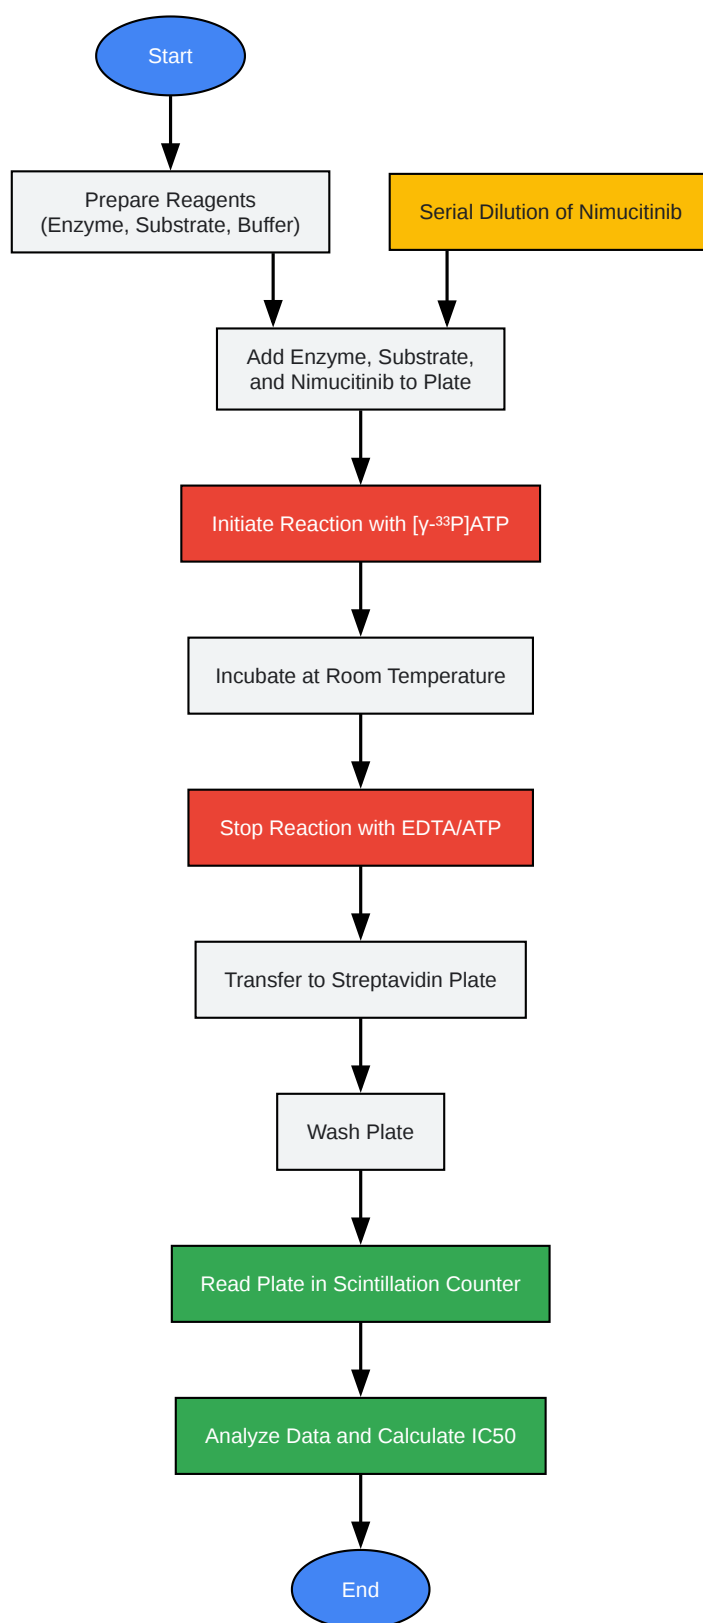 Start
Prepare Reagents
(Enzyme, Substrate, Buffer)
Serial Dilution of Nimucitinib
Add Enzyme, Substrate,
and Nimucitinib to Plate
Initiate Reaction with [γ-³³P]ATP
Incubate at Room Temperature
Stop Reaction with EDTA/ATP
Transfer to Streptavidin Plate
Wash Plate
Read Plate in Scintillation Counter
Analyze Data and Calculate IC50
End